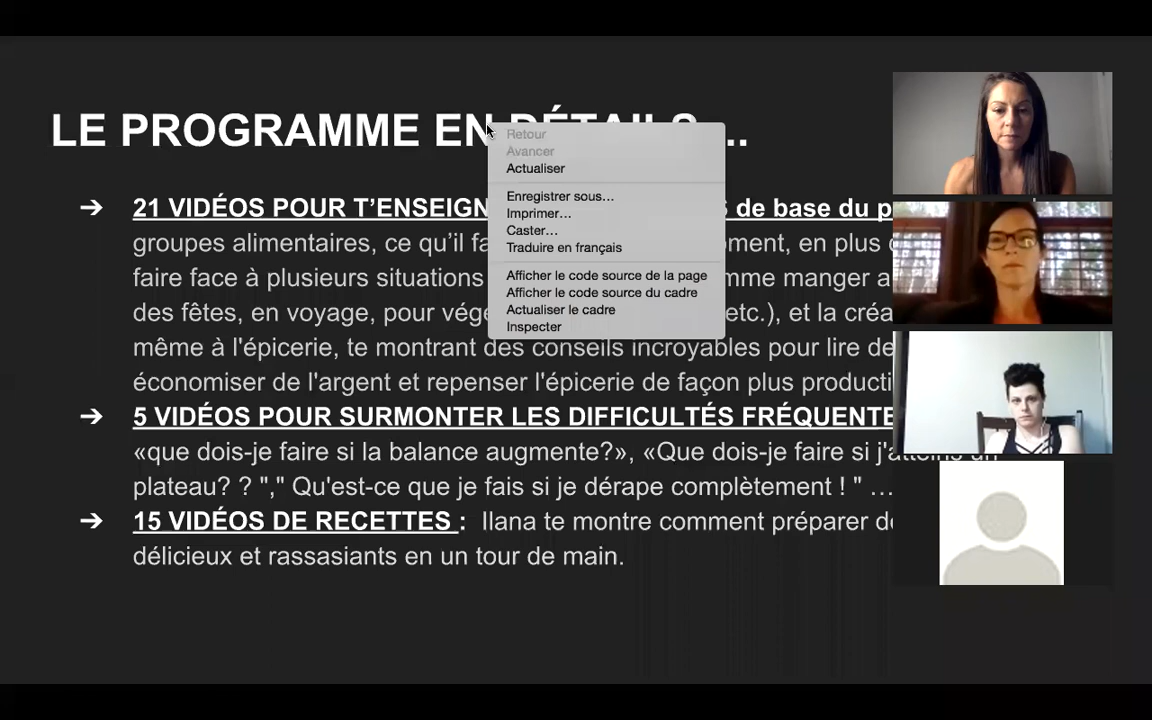 LE PROGRAMME EN DÉTAILS ...
Retour
Avancer
Actualiser
Enregistrer sous...
Imprimer...
Caster...
Traduire en français
Afficher le code source de la page
Afficher le code source du cadre
Actualiser le cadre
Inspecter
➔ 21 VIDÉOS POUR T’ENSEIGN s de base du p
groupes alimentaires, ce qu’il fa ment, en plus
faire face à plusieurs situations mme manger a
des fêtes, en voyage, pour vég etc.), et la créa
même à l'épicerie, te montrant des conseils incroyables pour lire de
économiser de l'argent et repenser l'épicerie de façon plus producti
➔ 5 VIDÉOS POUR SURMONTER LES DIFFICULTÉS FRÉQUENTE
«que dois-je faire si la balance augmente?», «Que dois-je faire si j'atteins un
plateau? ? "," Qu'est-ce que je fais si je dérape complètement ! " ...
➔ 15 VIDÉOS DE RECETTES : Ilana te montre comment préparer de
délicieux et rassasiants en un tour de main.